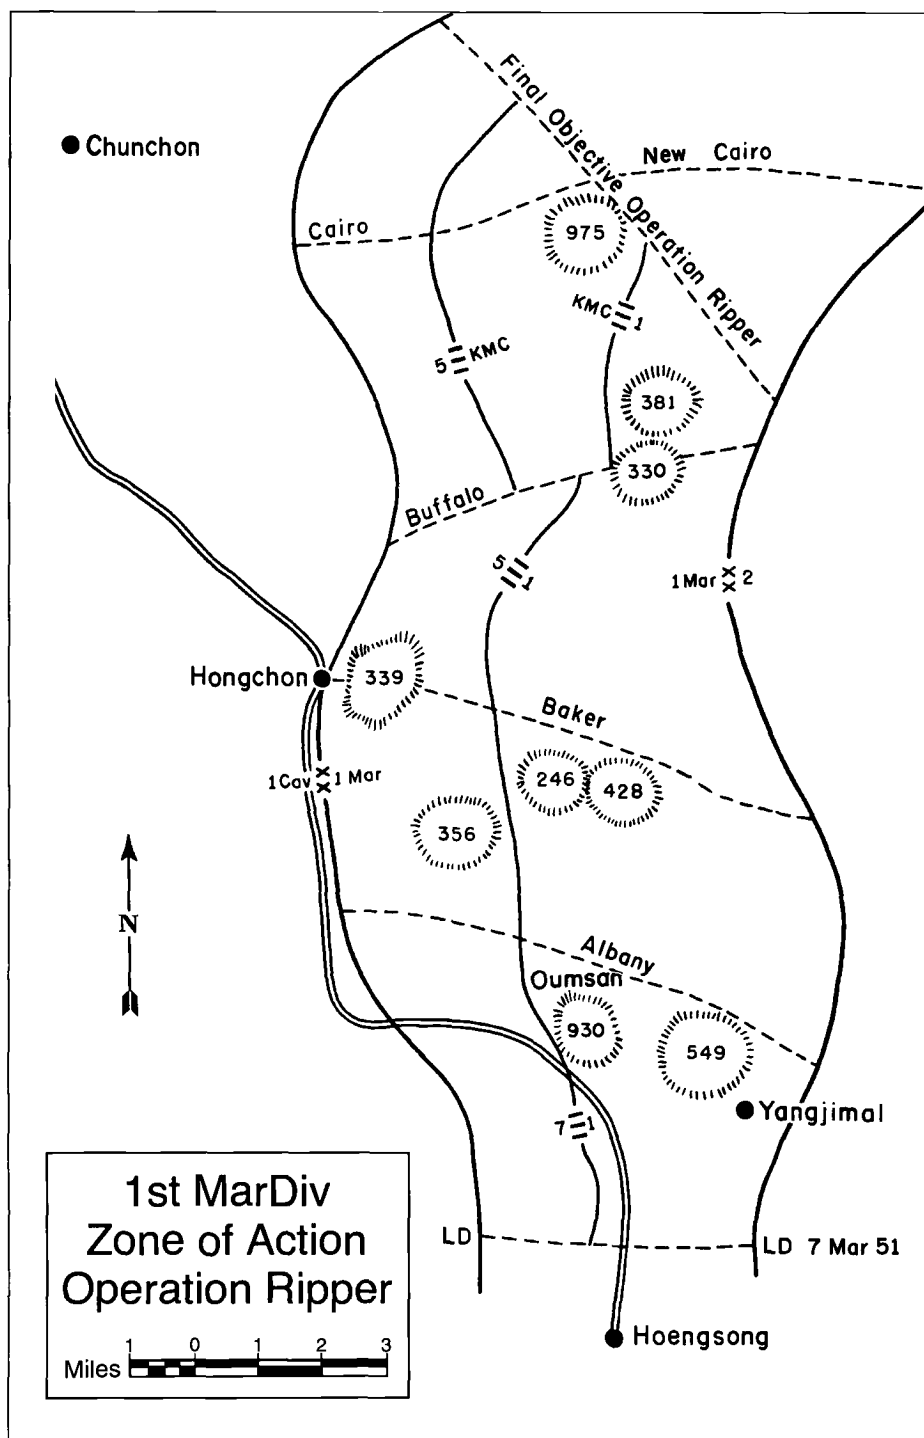 Final Objective Operation Ripper
Chunchon
New Cairo
Cairo
975
KMC 1
5 KMC
381
330
Buffalo
5 1
1 Mar 2
Hongchon
339
Baker
1 Cav 1 Mar
246
428
356
N
Albany
Oumsan
930
549
Yangjimal
7 1
1st MarDiv
Zone of Action
Operation Ripper
1 0 1 2 3
Miles
LD
LD 7 Mar 51
Hoengsong